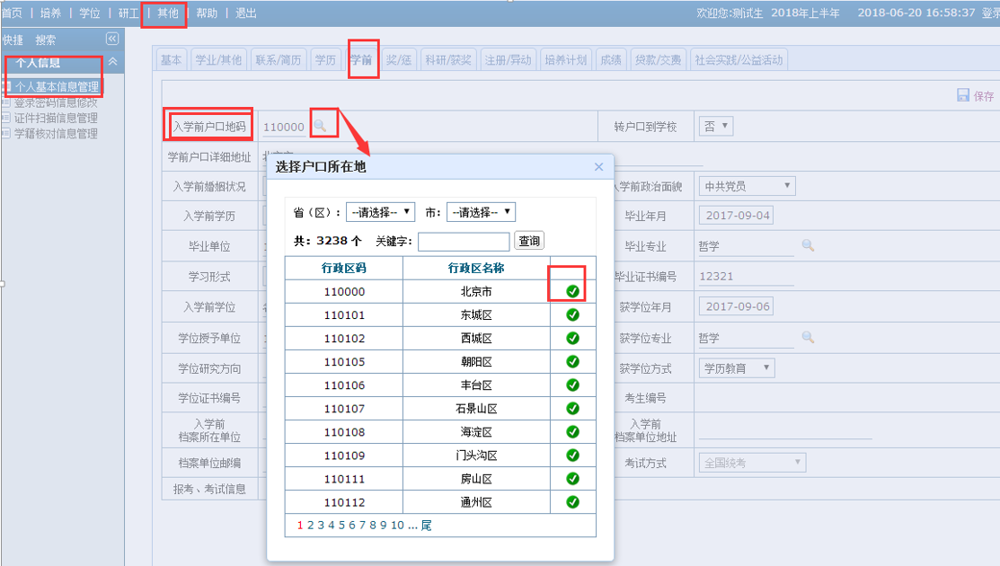 首页 | 培养 | 学位 | 研工 | 其他 | 帮助 | 退出
欢迎您:测试生 2018年上半年 2018-06-20 16:58:37 登录
快捷 搜索
个人信息
个人基本信息管理
登录密码信息修改
证件扫描信息管理
学籍核对信息管理
基本 学业/其他 联系/简历 学历 学前 奖/惩 科研/获奖 注册/异动 培养计划 成绩 贷款/交费 社会实践/公益活动
保存
入学前户口地码 110000 转户口到学校 否
学前户口详细地址
入学前婚姻状况 入学前政治面貌 中共党员
入学前学历 毕业年月 2017-09-04
毕业单位 毕业专业 哲学
学习形式 毕业证书编号 12321
入学前学位 获学位年月 2017-09-06
学位授予单位 获学位专业 哲学
学位研究方向 获学位方式 学历教育
学位证书编号 考生编号
入学前
档案所在单位
入学前
档案单位地址
档案单位邮编 考试方式 全国统考
报考、考试信息
选择户口所在地 ×
省（区）: --请选择-- 市: --请选择--
共: 3238 个 关键字: 查询
行政区码 行政区名称
110000 北京市
110101 东城区
110102 西城区
110105 朝阳区
110106 丰台区
110107 石景山区
110108 海淀区
110109 门头沟区
110111 房山区
110112 通州区
1 2 3 4 5 6 7 8 9 10 ... 尾